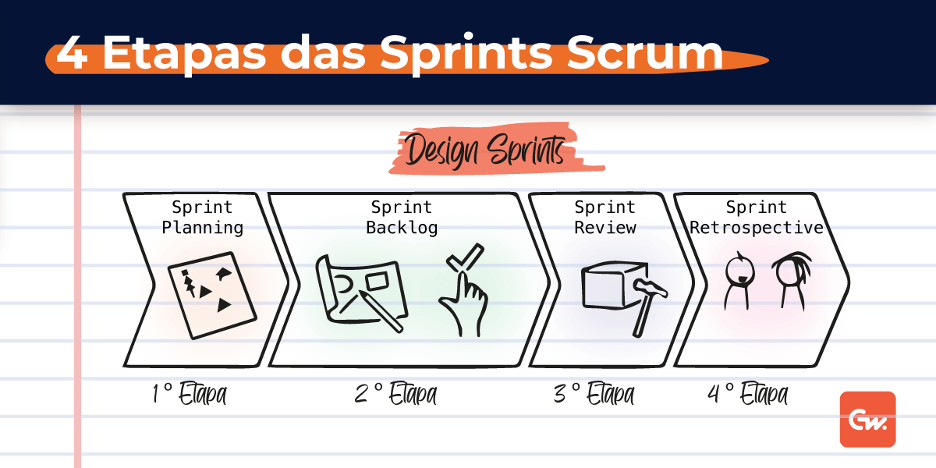 4 Etapas das Sprints Scrum
Design Sprints
Sprint
Planning
Sprint
Backlog
Sprint
Review
Sprint
Retrospective
1° Etapa
2° Etapa
3° Etapa
4° Etapa
Gw.